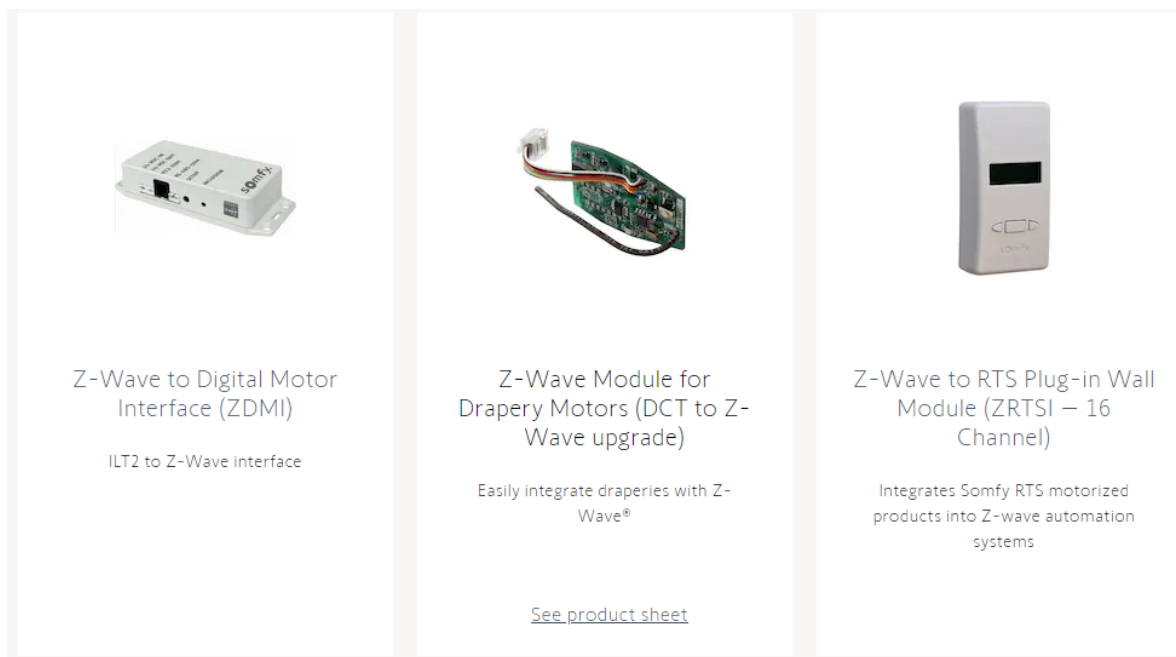 somfy.
Z-Wave to Digital Motor
Interface (ZDMI)
ILT2 to Z-Wave interface
Z-Wave Module for
Drapery Motors (DCT to Z-
Wave upgrade)
Easily integrate draperies with Z-
Wave®
See product sheet
somfy
Z-Wave to RTS Plug-in Wall
Module (ZRTSI – 16
Channel)
Integrates Somfy RTS motorized
products into Z-wave automation
systems